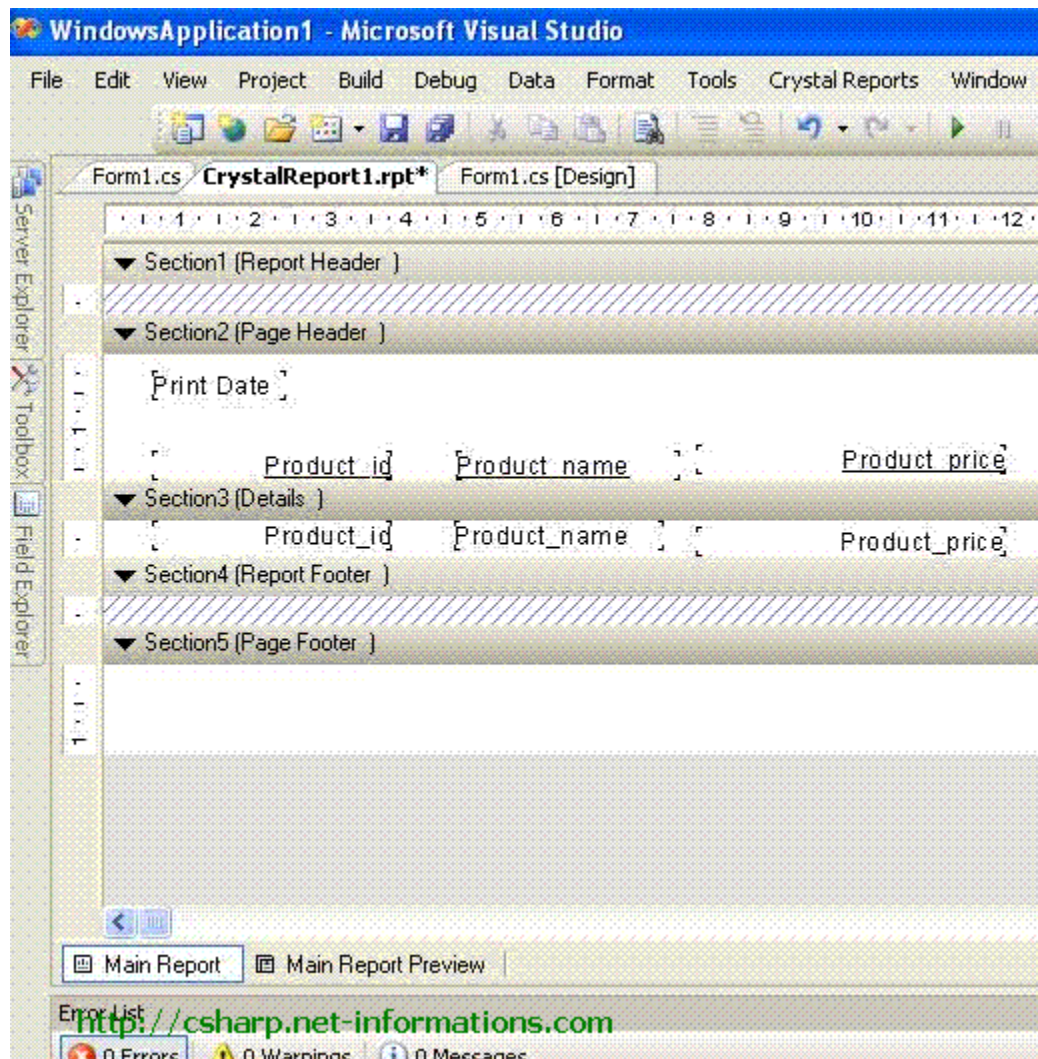 WindowsApplication1 - Microsoft Visual Studio
File Edit View Project Build Debug Data Format Tools Crystal Reports Window
Form1.cs CrystalReport1.rpt* Form1.cs [Design]
1 2 3 4 5 6 7 8 9 10 11 12
Server Explorer
Toolbox
Field Explorer
Section1 (Report Header )
Section2 (Page Header )
1
Print Date
Product_id Product_name Product_price
Section3 (Details )
Product_id Product_name Product_price
Section4 (Report Footer )
Section5 (Page Footer )
1
Main Report Main Report Preview
Error List
http://csharp.net-informations.com
0 Errors 0 Warnings 0 Messages